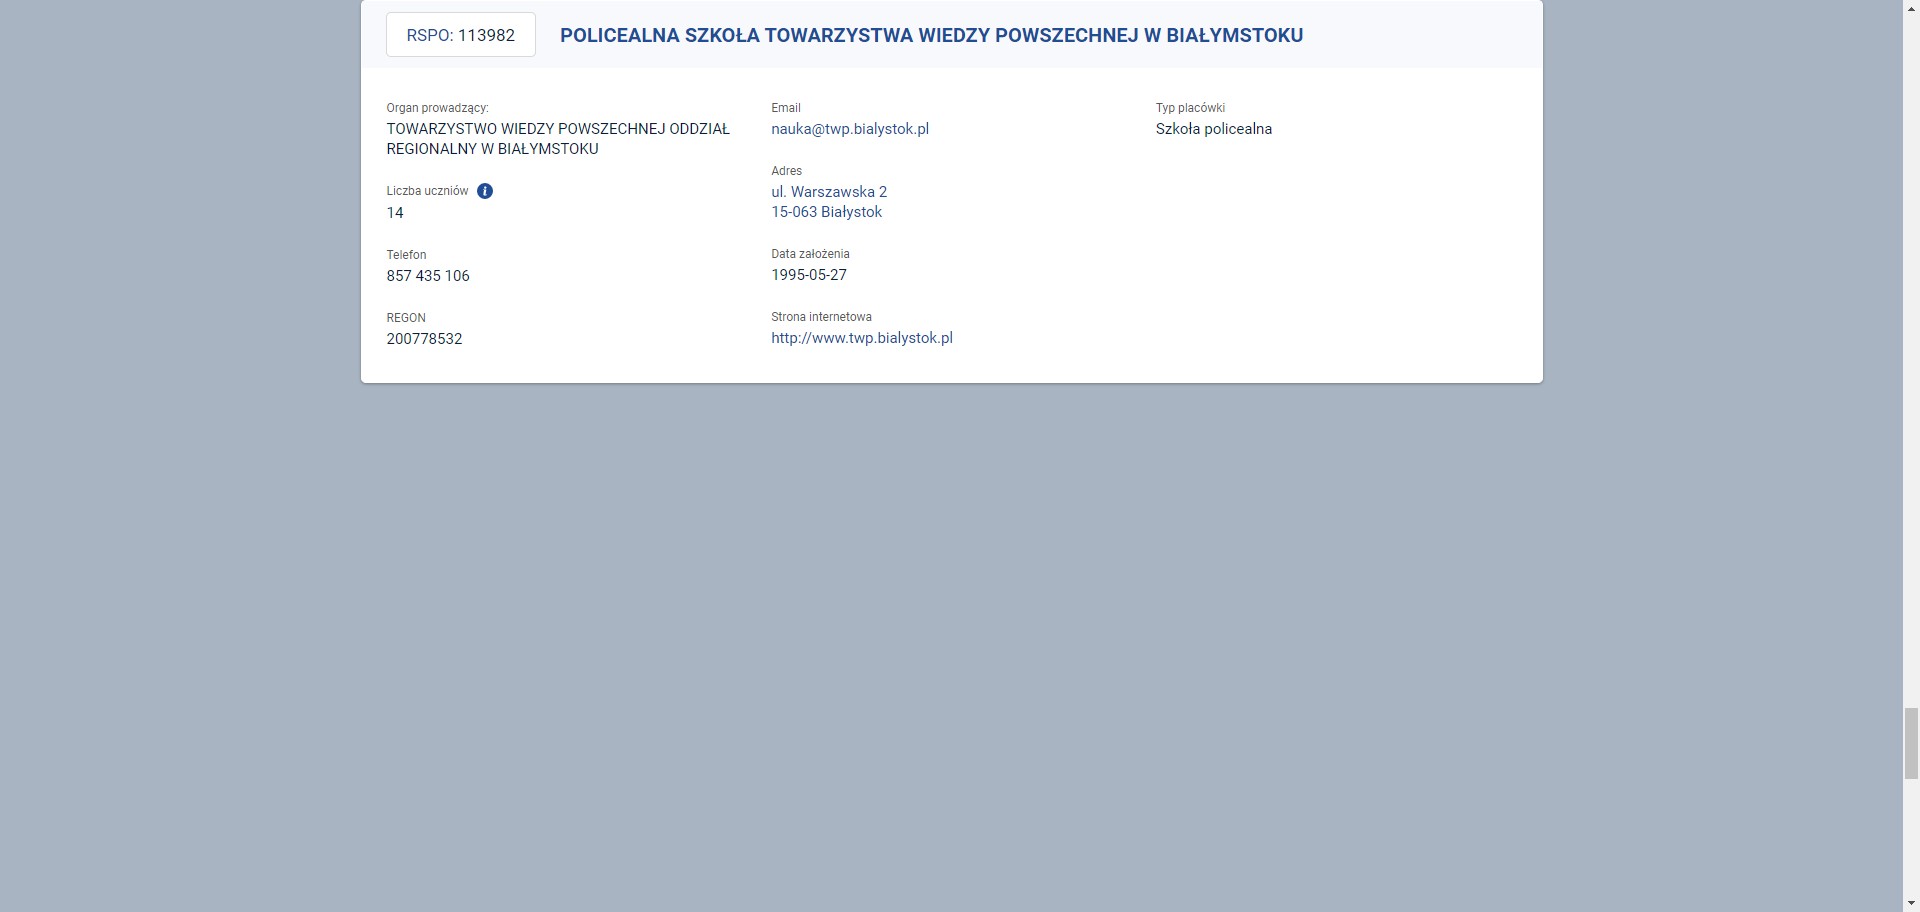 RSPO: 113982
POLICEALNA SZKOŁA TOWARZYSTWA WIEDZY POWSZECHNEJ W BIAŁYMSTOKU
Organ prowadzący:
TOWARZYSTWO WIEDZY POWSZECHNEJ ODDZIAŁ
REGIONALNY W BIAŁYMSTOKU
Liczba uczniów
14
Telefon
857 435 106
REGON
200778532
Email
nauka@twp.bialystok.pl
Adres
ul. Warszawska 2
15-063 Białystok
Data założenia
1995-05-27
Strona internetowa
http://www.twp.bialystok.pl
Typ placówki
Szkoła policealna